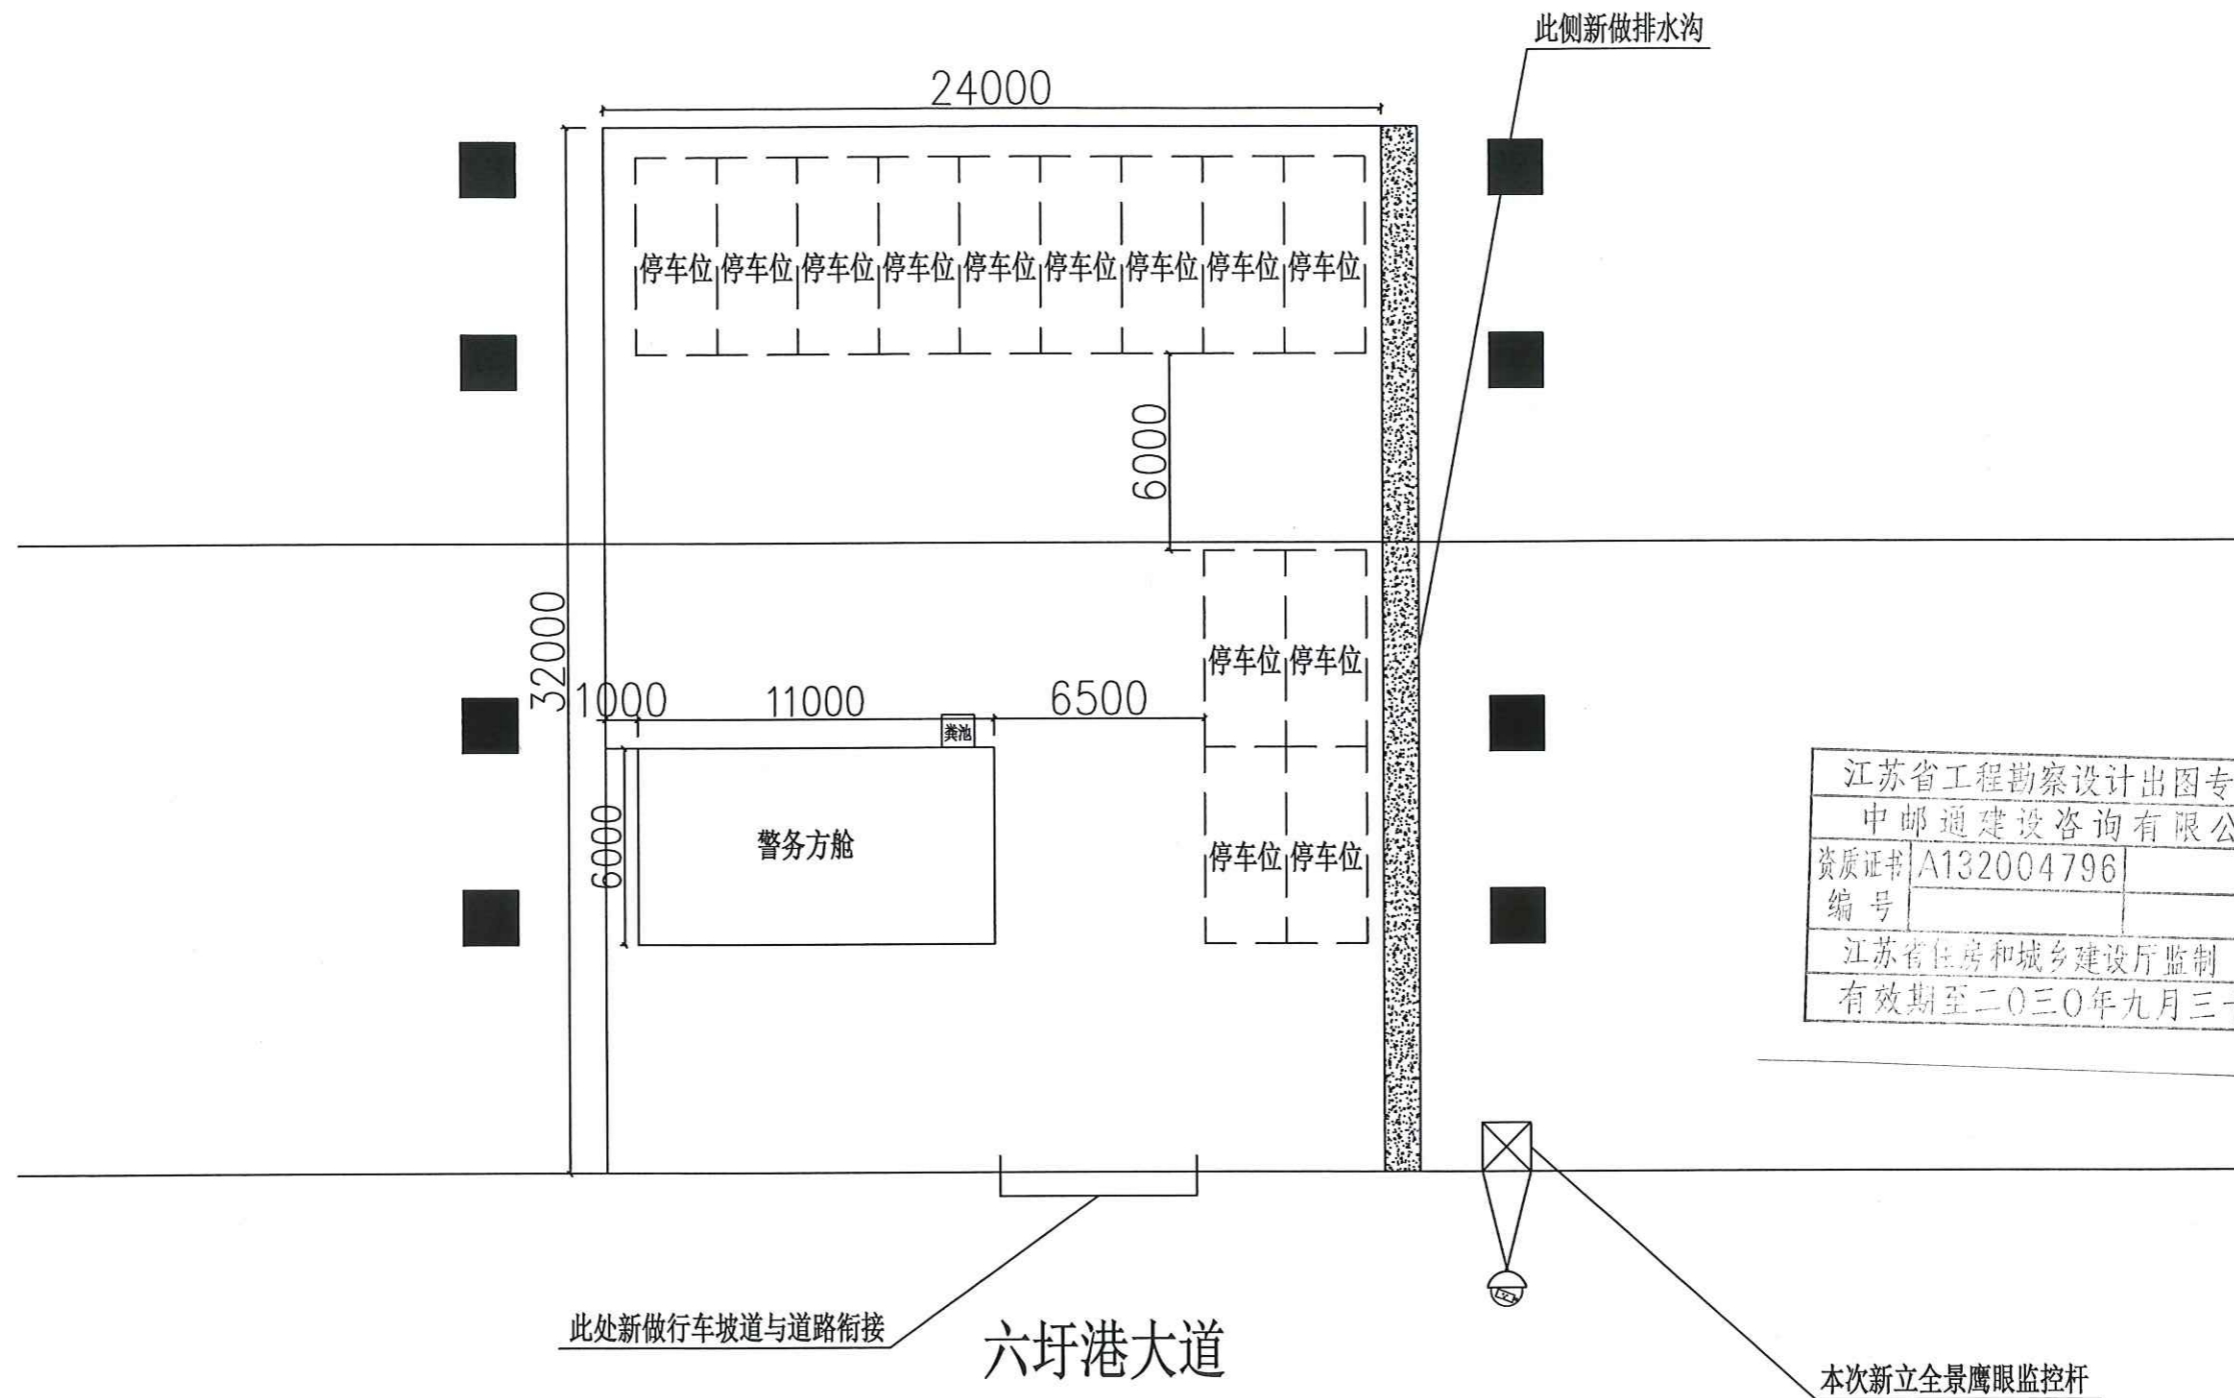 此侧新做排水沟
24000
停车位 停车位 停车位 停车位 停车位 停车位 停车位 停车位 停车位
6000
32000
停车位 停车位
1000 11000 6500
粪池
6000
警务方舱
停车位 停车位
江苏省工程勘察设计出图专
中邮通建设咨询有限公
资质证书 A132004796
编号
江苏省住房和城乡建设厅监制
有效期至二〇三〇年九月三
此处新做行车坡道与道路衔接
六圩港大道
本次新立全景鹰眼监控杆